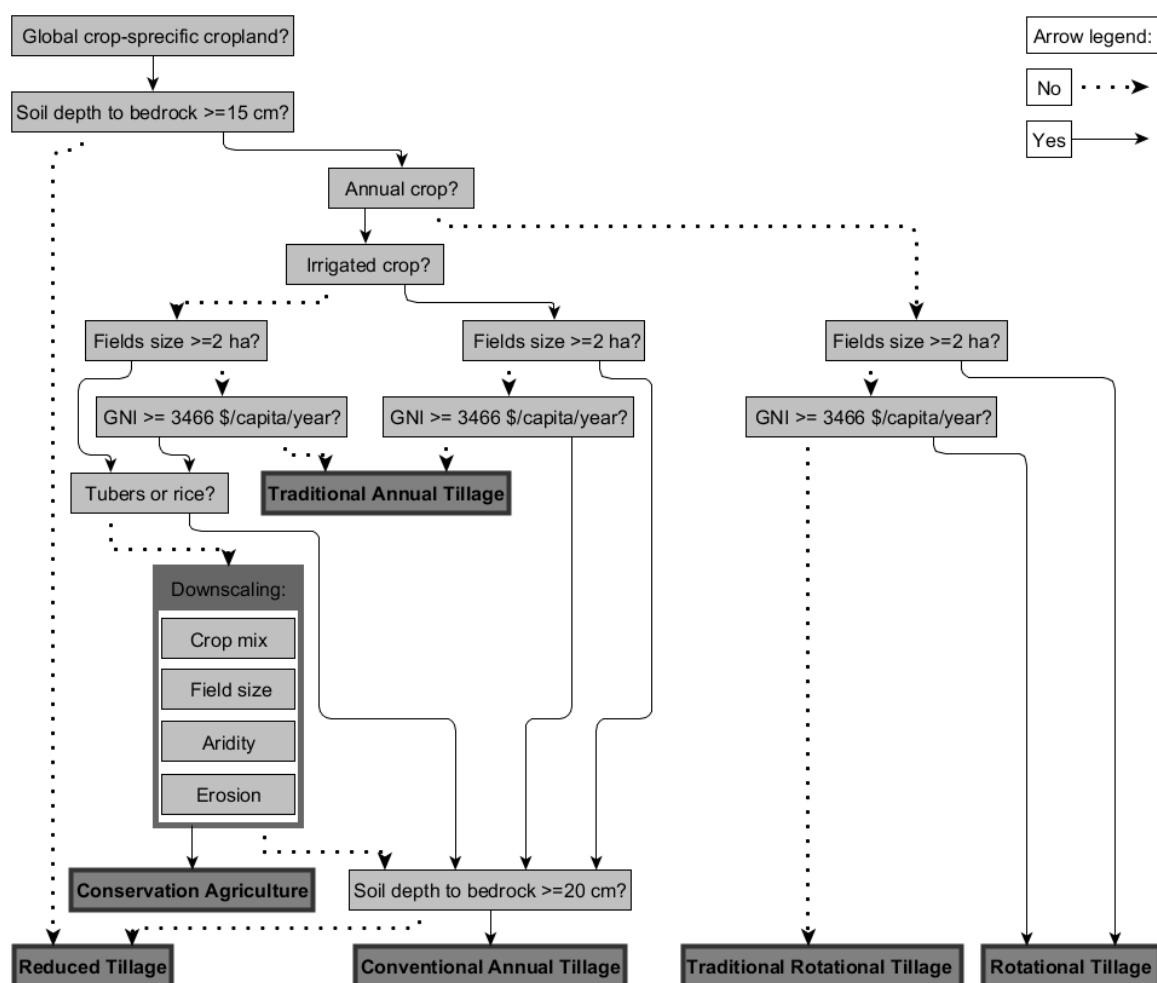 Global crop-sprecific cropland?
Arrow legend:
No
Yes
Soil depth to bedrock >=15 cm?
Annual crop?
Irrigated crop?
Fields size >=2 ha?
Fields size >=2 ha?
Fields size >=2 ha?
GNI >= 3466 $/capita/year?
GNI >= 3466 $/capita/year?
GNI >= 3466 $/capita/year?
Tubers or rice?
Traditional Annual Tillage
Downscaling:
Crop mix
Field size
Aridity
Erosion
Conservation Agriculture
Soil depth to bedrock >=20 cm?
Reduced Tillage
Conventional Annual Tillage
Traditional Rotational Tillage
Rotational Tillage